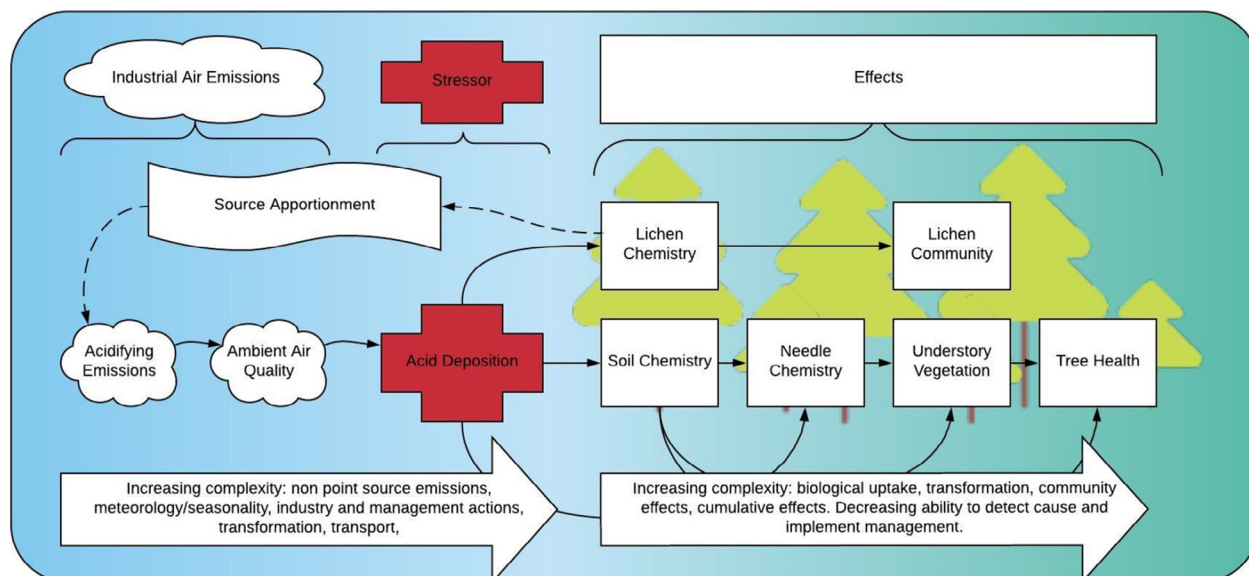 Industrial Air Emissions
Stressor
Effects
Source Apportionment
Lichen
Chemistry
Lichen
Community
Acidifying
Emissions
Ambient Air
Quality
Acid Deposition
Soil Chemistry
Needle
Chemistry
Understory
Vegetation
Tree Health
Increasing complexity: non point source emissions,
meteorology/seasonality, industry and management actions,
transformation, transport,
Increasing complexity: biological uptake, transformation, community
effects, cumulative effects. Decreasing ability to detect cause and
implement management.